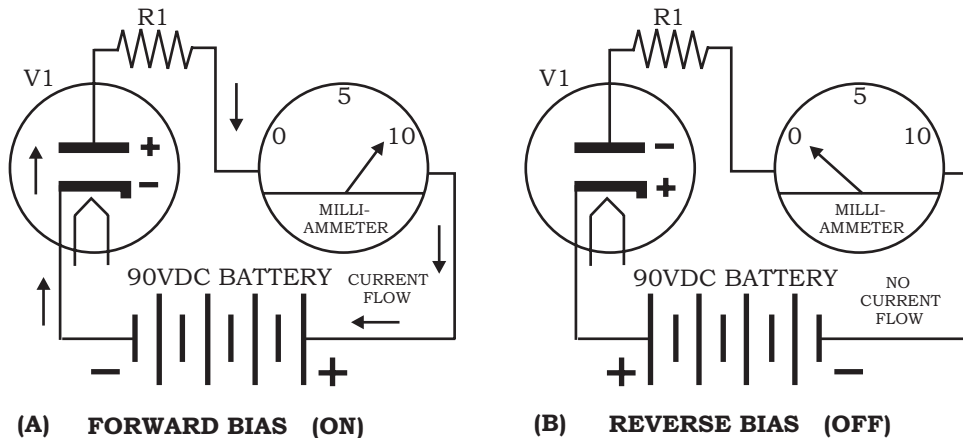 R1
V1
+
−
0
5
10
MILLI-
AMMETER
90VDC BATTERY
CURRENT
FLOW
−
+
(A) FORWARD BIAS (ON)
R1
V1
−
+
0
5
10
MILLI-
AMMETER
90VDC BATTERY
NO
CURRENT
FLOW
+
−
(B) REVERSE BIAS (OFF)